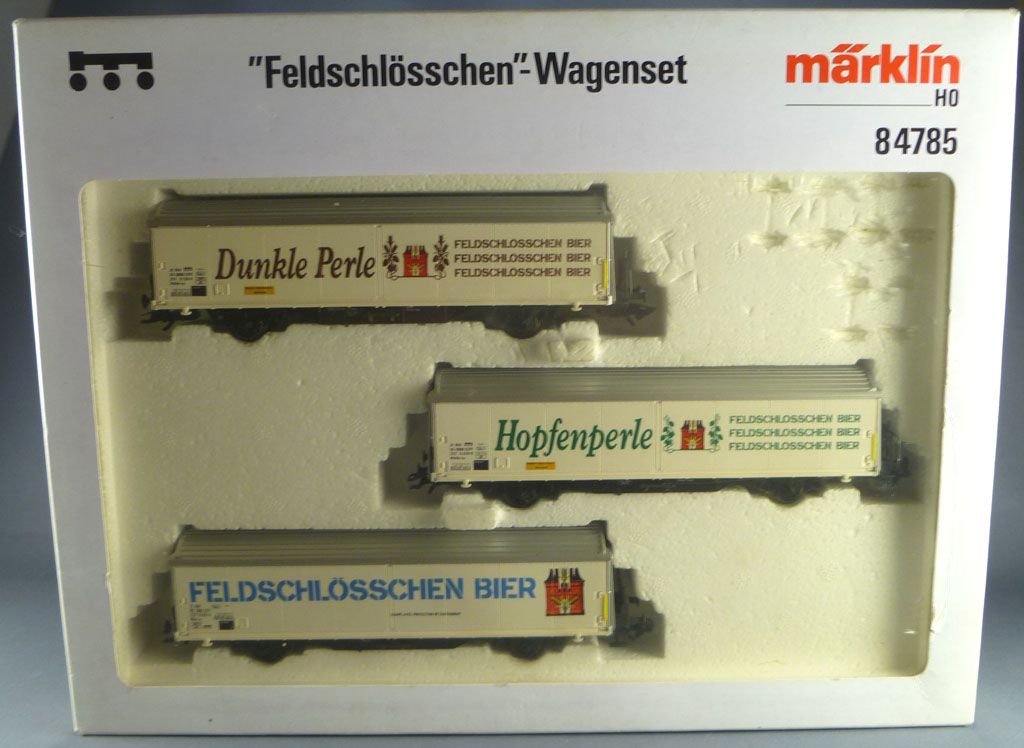 "Feldschlösschen"-Wagenset
märklin
HO
84785
Dunkle Perle
FELDSCHLOSSCHEN BIER
FELDSCHLOSSCHEN BIER
FELDSCHLOSSCHEN BIER
Hopfenperle
FELDSCHLOSSCHEN BIER
FELDSCHLOSSCHEN BIER
FELDSCHLOSSCHEN BIER
FELDSCHLÖSSCHEN BIER